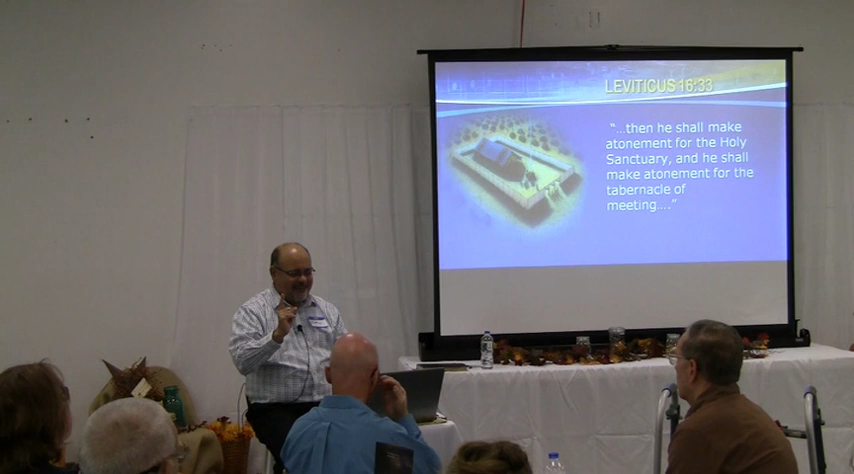 LEVITICUS 16:33
“...then he shall make
atonement for the Holy
Sanctuary, and he shall
make atonement for the
tabernacle of
meeting....”